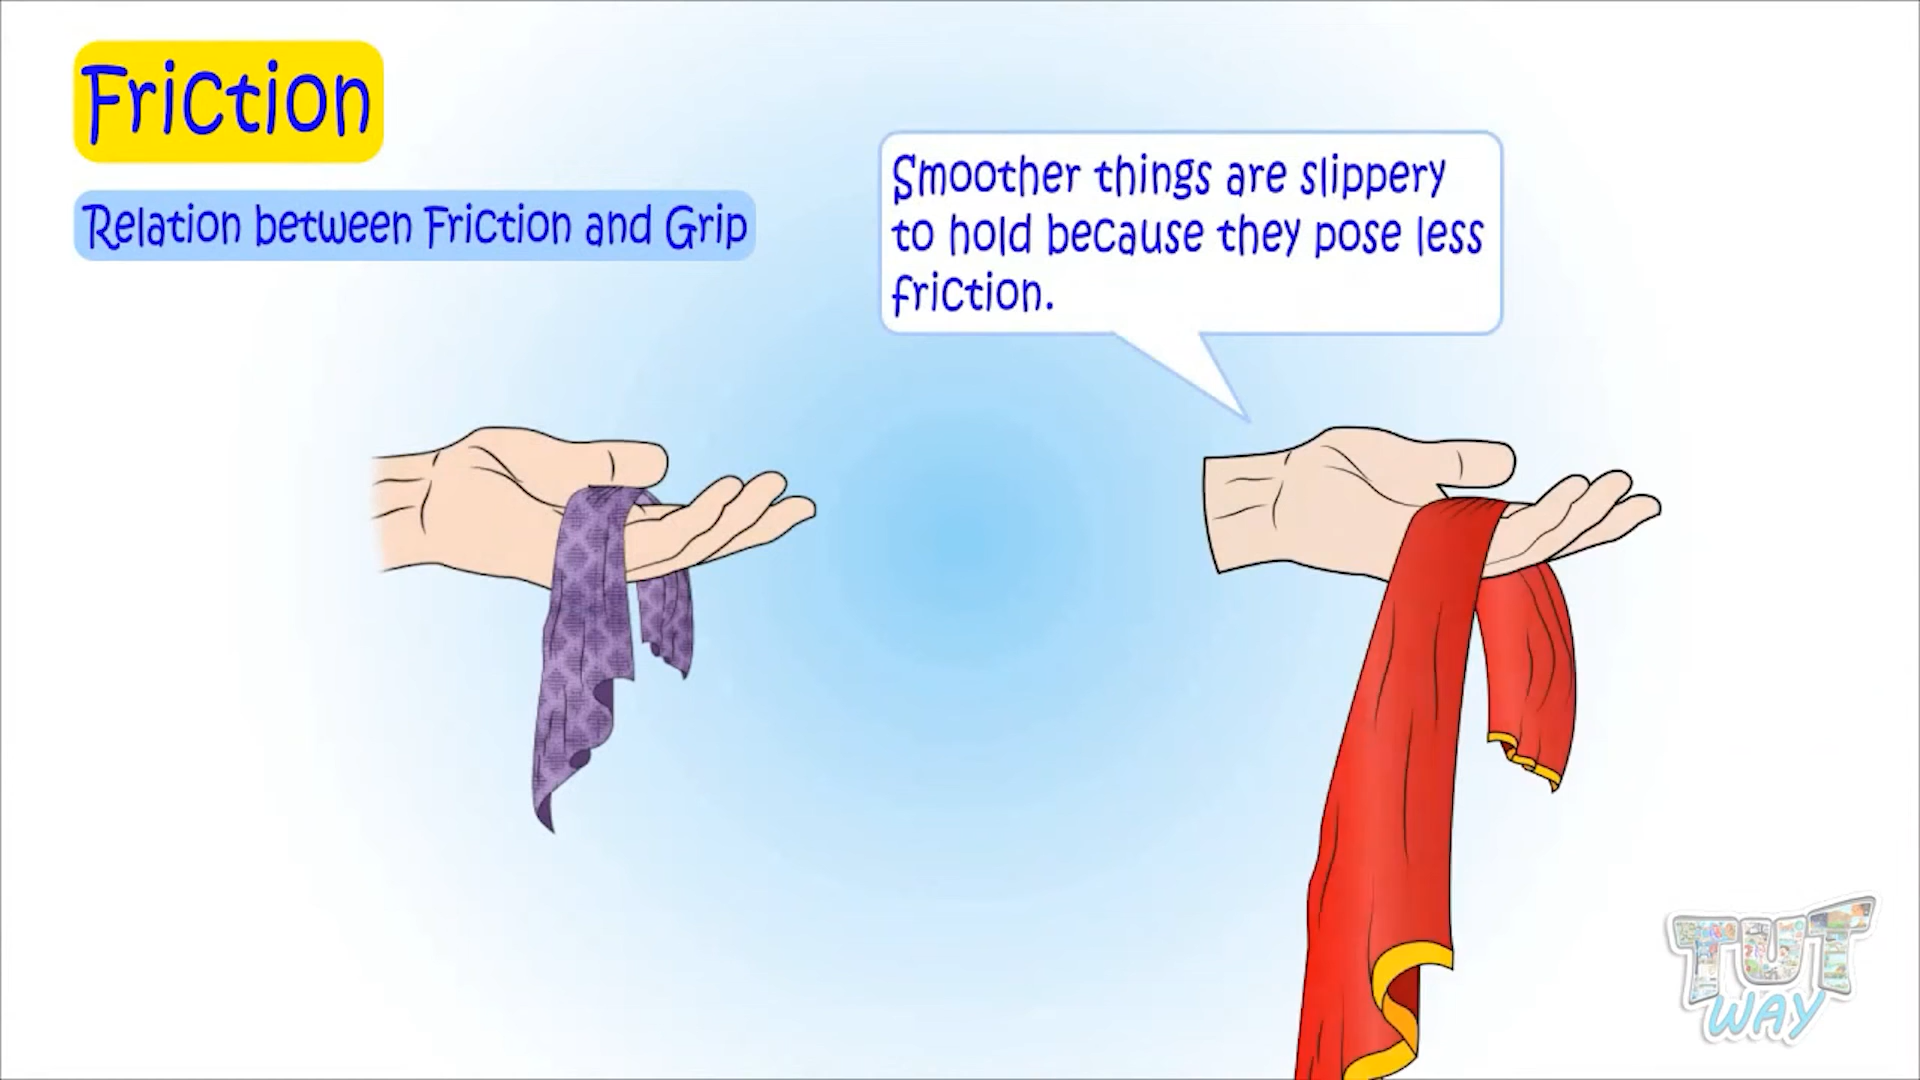 Friction
Relation between Friction and Grip
Smoother things are slippery
to hold because they pose less
friction.
TUT
WAY